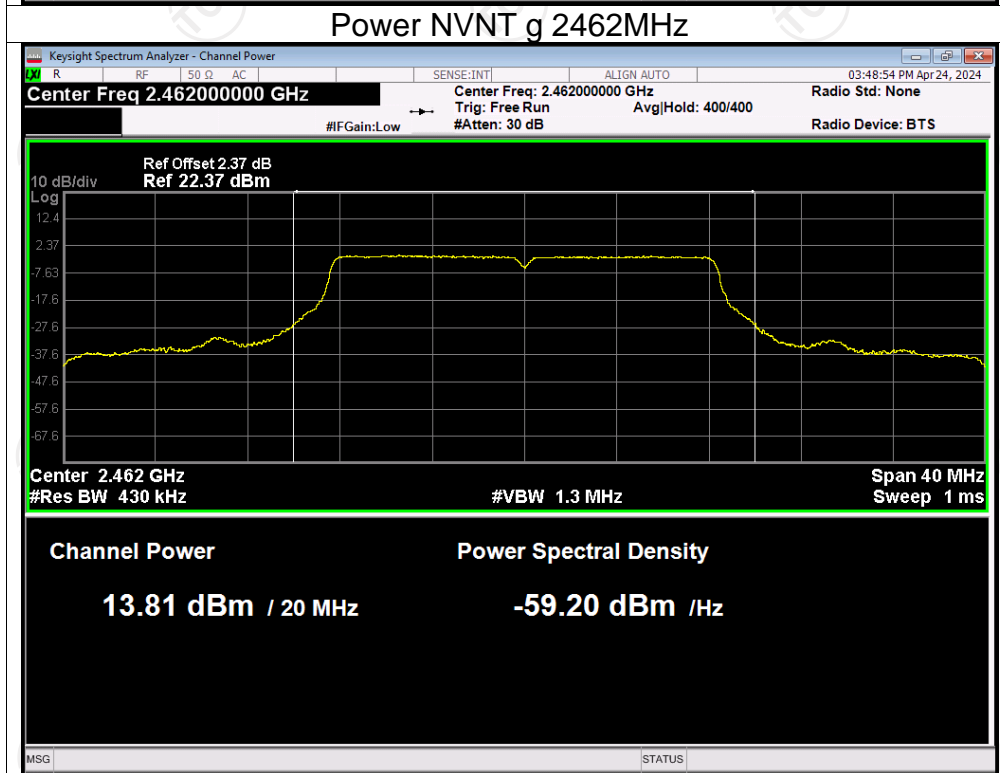 Power NVNT g 2462MHz
Keysight Spectrum Analyzer - Channel Power
LXI R RF 50 Ω AC SENSE:INT ALIGN AUTO 03:48:54 PM Apr 24, 2024
Center Freq 2.462000000 GHz Center Freq: 2.462000000 GHz Radio Std: None
Trig: Free Run Avg|Hold: 400/400
#IFGain:Low #Atten: 30 dB Radio Device: BTS
Ref Offset 2.37 dB
10 dB/div Ref 22.37 dBm
Log
12.4
2.37
-7.63
-17.6
-27.6
-37.6
-47.6
-57.6
-67.6
Center 2.462 GHz Span 40 MHz
#Res BW 430 kHz #VBW 1.3 MHz Sweep 1 ms
Channel Power Power Spectral Density
13.81 dBm / 20 MHz -59.20 dBm /Hz
MSG STATUS